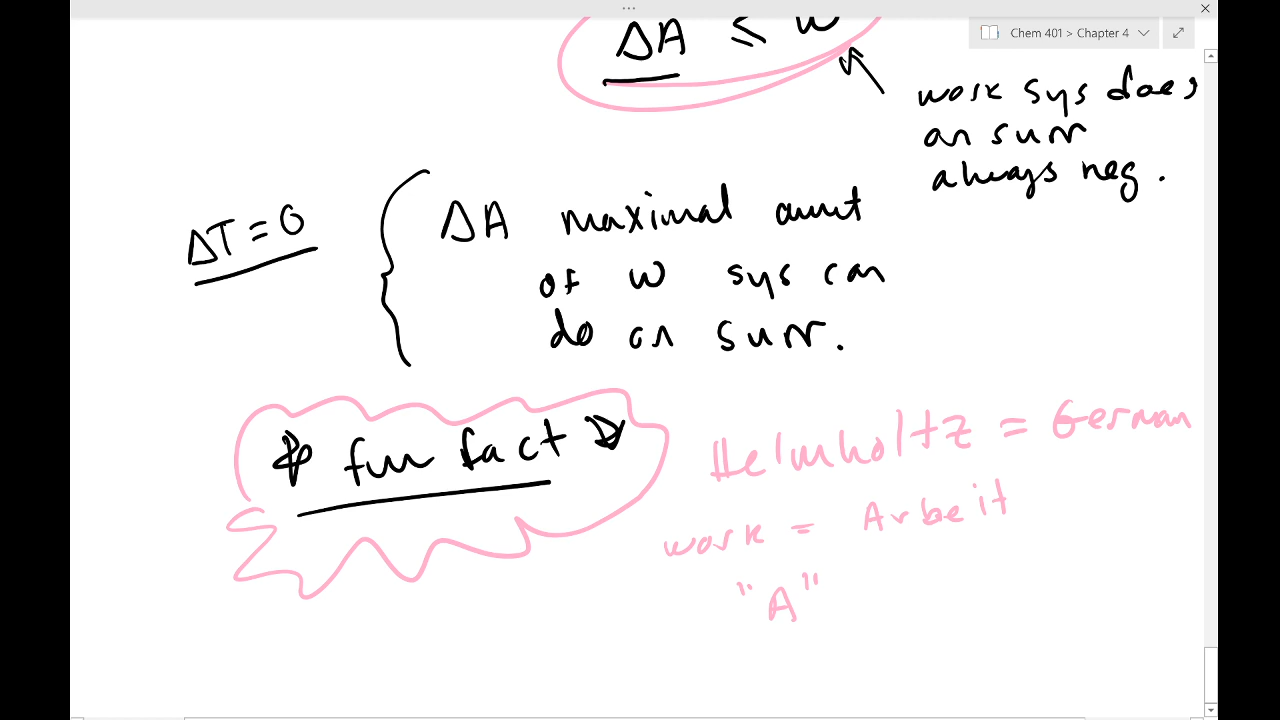 Chem 401 > Chapter 4
ΔA ≤ w
work sys does
on surr
always neg.
ΔT = 0
ΔA maximal amnt
of w sys can
do on surr.
fun fact
Helmholtz = German
work = Arbeit
"A"